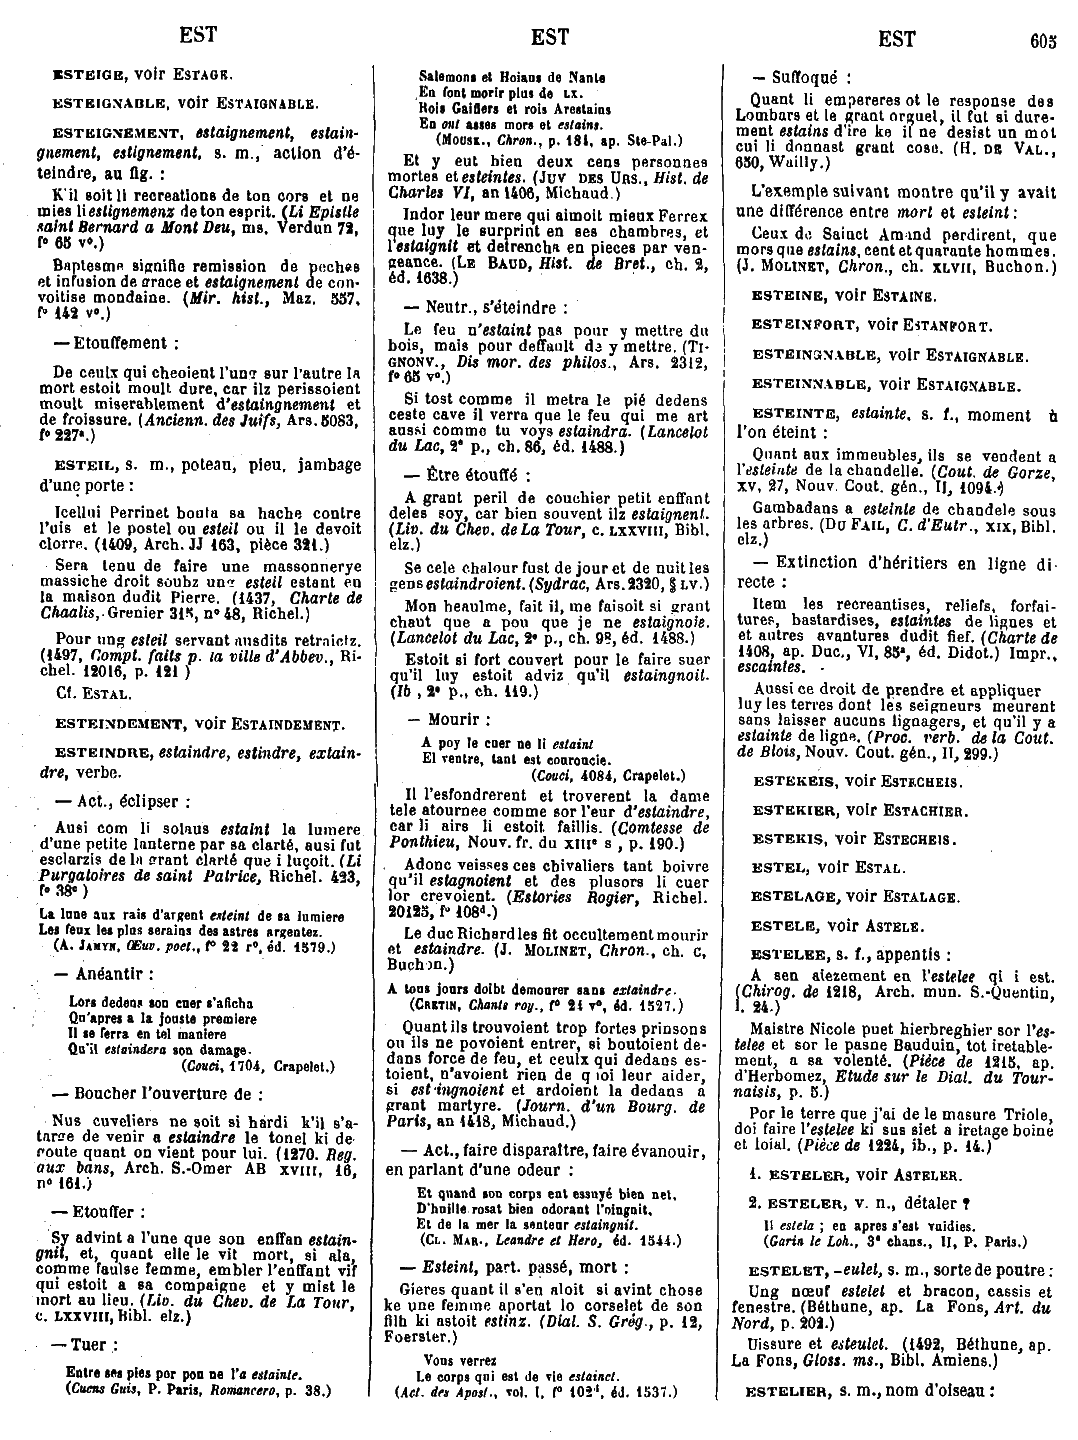 EST
EST
EST
605
ESTEIGE, voir ESTAGE.
ESTEIGNABLE, voir ESTAIGNABLE.
ESTEIGNEMENT, estaignement, estain-
gnement, estignement, s. m., action d'é-
teindre, au fig. :
K'il soit li recreations de ton cors et ne
mies li estignemenz de ton esprit. (Li Epistle
saint Bernard a Mont Deu, ms. Verdun 72,
f° 65 v°.)
Baptesme signifie remission de peches
et infusion de grace et estaignement de con-
voitise mondaine. (Mir. hist., Maz. 557,
f° 142 v°.)
— Etouffement :
De ceulx qui cheoient l'ung sur l'autre la
mort estoit moult dure, car ilz perissoient
moult miserablement d'estaingnement et
de froissure. (Ancienn. des Juifs, Ars. 5083,
f° 227ª.)
ESTEIL, s. m., poteau, pieu, jambage
d'une porte :
Icellui Perrinet bouta sa hache contre
l'uis et le postel ou esteil ou il le devoit
clorre. (1409, Arch. JJ 163, pièce 321.)
Sera tenu de faire une massonnerye
massiche droit soubz ung esteil estant en
la maison dudit Pierre. (1437, Charte de
Chaalis, Grenier 315, n° 48, Richel.)
Pour ung esteil servant ausdits retraictz.
(1497, Compt. faits p. la ville d'Abbev., Ri-
chel. 12016, p. 121)
Cf. ESTAL.
ESTEINDEMENT, voir ESTAINDEMENT.
ESTEINDRE, estaindre, estindre, extain-
dre, verbe.
— Act., éclipser :
Ausi com li solaus estaint la lumere
d'une petite lanterne par sa clarté, ausi fut
esclarzis de la grant clarté que i luçoit. (Li
Purgatoires de saint Patrice, Richel. 423,
f° 38ᵉ)
La lune aux rais d'argent esteint de sa lumiere
Les feux les plus serains des astres argentez.
(A. JAMYN, Œuv. poet., f° 22 r°, éd. 1579.)
— Anéantir :
Lors dedens son cuer s'aficha
Qu'apres a la jouste premiere
Il se ferra en tel maniere
Qu'il estaindera son damage.
(Couci, 1704, Crapelet.)
— Boucher l'ouverture de :
Nus cuveliers ne soit si hardi k'il s'a-
targe de venir a estaindre le tonel ki de-
route quant on vient pour lui. (1270. Reg.
aux bans, Arch. S.-Omer AB XVIII, 16,
n° 161.)
— Etouffer :
Sy advint a l'une que son enffan estain-
gnit, et, quant elle le vit mort, si ala,
comme faulse femme, embler l'enffant vif
qui estoit a sa compaigne et y mist le
mort au lieu. (Liv. du Chev. de La Tour,
c. LXXVIII, Bibl. elz.)
— Tuer :
Entre ses pies por pou ne l'a estainte.
(Cuens Guis, P. Paris, Romancero, p. 38.)
Salemons et Hoians de Nante
En font morir plus de LX.
Rois Gaifiers et rois Arestains
En out asses mors et estains.
(MOUSK., Chron., p. 181, ap. Ste-Pal.)
Et y eut bien deux cens personnes
mortes et esteintes. (JUV DES URS., Hist. de
Charles VI, an 1406, Michaud.)
Indor leur mere qui aimoit mieux Ferrex
que luy le surprint en ses chambres, et
l'estaignit et detrencha en pieces par ven-
geance. (LE BAUD, Hist. de Bret., ch. 2,
éd. 1638.)
— Neutr., s'éteindre :
Le feu n'estaint pas pour y mettre du
bois, mais pour deffault de y mettre. (TI-
GNONV., Dis mor. des philos., Ars. 2312,
f° 65 v°.)
Si tost comme il metra le pié dedens
ceste cave il verra que le feu qui me art
aussi comme tu voys estaindra. (Lancelot
du Lac, 2ᵉ p., ch. 86, éd. 1488.)
— Être étouffé :
A grant peril de couchier petit enffant
deles soy, car bien souvent ilz estaignent.
(Liv. du Chev. de La Tour, c. LXXVIII, Bibl.
elz.)
Se cele chalour fust de jour et de nuit les
gens estaindroient. (Sydrac, Ars. 2320, § LV.)
Mon heaulme, fait il, me faisoit si grant
chaut que a pou que je ne estaignoie.
(Lancelot du Lac, 2ᵉ p., ch. 92, éd. 1488.)
Estoit si fort couvert pour le faire suer
qu'il luy estoit adviz qu'il estaingnoit.
(Ib, 2ᵉ p., ch. 119.)
— Mourir :
A poy le cuer ne li estaint
El ventre, tant est couroucie.
(Couci, 4084, Crapelet.)
Il l'esfondrerent et troverent la dame
tele atournee comme sor l'eur d'estaindre,
car li airs li estoit faillis. (Comtesse de
Ponthieu, Nouv. fr. du XIIIᵉ s, p. 190.)
Adonc veisses ces chivaliers tant boivre
qu'il estagnoient et des plusors li cuer
lor crevoient. (Estories Rogier, Richel.
20125, f° 108ᵈ.)
Le duc Richard les fit occultement mourir
et estaindre. (J. MOLINET, Chron., ch. C,
Buchon.)
A tous jours doibt demourer sans extaindre.
(CRETIN, Chants roy., f° 21 v°, éd. 1527.)
Quant ils trouvoient trop fortes prinsons
ou ils ne povoient entrer, si boutoient de-
dans force de feu, et ceulx qui dedans es-
toient, n'avoient rien de quoi leur aider,
si estingnoient et ardoient la dedans a
grant martyre. (Journ. d'un Bourg. de
Paris, an 1418, Michaud.)
— Act., faire disparaître, faire évanouir,
en parlant d'une odeur :
Et quand son corps eut essuyé bien net,
D'huille rosat bien odorant l'oingnit,
Et de la mer la senteur estaingnit.
(CL. MAR., Leandre et Hero, éd. 1544.)
— Esteint, part. passé, mort :
Gieres quant il s'en aloit si avint chose
ke une femme aportat lo corselet de son
filh ki astoit estinz. (Dial. S. Grég., p. 12,
Foerster.)
Vous verrez
Le corps qui est de vie estainct.
(Act. des Apost., vol. I, f° 102ᵈ, éd. 1537.)
— Suffoqué :
Quant li empereres ot le response des
Lombars et le grant orguel, il fut si dure-
ment estains d'ire ke il ne desist un mot
cui li donnast grant cose. (H. DE VAL.,
650, Wailly.)
L'exemple suivant montre qu'il y avait
une différence entre mort et esteint :
Ceux de Sainct Amand perdirent, que
mors que estains, cent et quarante hommes.
(J. MOLINET, Chron., ch. XLVII, Buchon.)
ESTEINE, voir ESTAINE.
ESTEINFORT, voir ESTANFORT.
ESTEINGNABLE, voir ESTAIGNABLE.
ESTEINNABLE, voir ESTAIGNABLE.
ESTEINTE, estainte, s. f., moment à
l'on éteint :
Quant aux immeubles, ils se vendent a
l'esteinte de la chandelle. (Cout. de Gorze,
XV, 27, Nouv. Cout. gén., II, 1094.)
Gambadans a esteinte de chandele sous
les arbres. (DU FAIL, C. d'Eutr., XIX, Bibl.
elz.)
— Extinction d'héritiers en ligne di-
recte :
Item les recreantises, reliefs, forfai-
tures, bastardises, estaintes de lignes et
et autres avantures dudit fief. (Charte de
1408, ap. Duc., VI, 85ª, éd. Didot.) Impr.,
escaintes.
Aussi ce droit de prendre et appliquer
luy les terres dont les seigneurs meurent
sans laisser aucuns lignagers, et qu'il y a
estainte de ligne. (Proc. verb. de la Cout.
de Blois, Nouv. Cout. gén., II, 299.)
ESTEKEIS, voir ESTECHEIS.
ESTEKIER, voir ESTACHIER.
ESTEKIS, voir ESTECHEIS.
ESTEL, voir ESTAL.
ESTELAGE, voir ESTALAGE.
ESTELE, voir ASTELE.
ESTELEE, s. f., appentis :
A sen aiezement en l'estelee qi i est.
(Chirog. de 1218, Arch. mun. S.-Quentin,
l. 24.)
Maistre Nicole puet hierbreghier sor l'es-
telee et sor le pasne Bauduin, tot iretable-
ment, a sa volenté. (Pièce de 1215, ap.
d'Herbomez, Etude sur le Dial. du Tour-
naisis, p. 5.)
Por le terre que j'ai de le masure Triole,
doi faire l'estelee ki sus siet a iretage boine
et loial. (Pièce de 1224, ib., p. 14.)
1. ESTELER, voir ASTELER.
2. ESTELER, v. n., détaler ?
Il estela ; en apres s'est vuidies.
(Garin le Loh., 3ᵉ chans., II, P. Paris.)
ESTELET, -eulet, s. m., sorte de poutre :
Ung nœuf estelet et bracon, cassis et
fenestre. (Béthune, ap. La Fons, Art. du
Nord, p. 202.)
Uissure et esteulet. (1492, Béthune, ap.
La Fons, Gloss. ms., Bibl. Amiens.)
ESTELIER, s. m., nom d'oiseau :